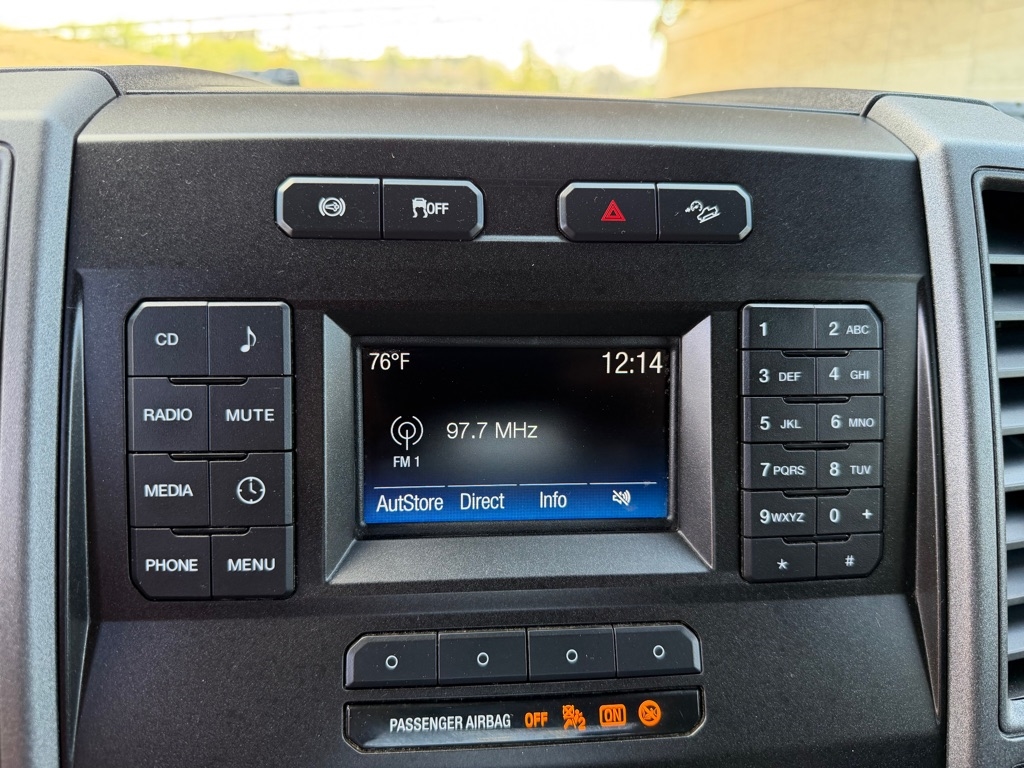 OFF
CD
RADIO MUTE
MEDIA
PHONE MENU
76°F 12:14
97.7 MHz
FM 1
AutStore Direct Info
1 2 ABC
3 DEF 4 GHI
5 JKL 6 MNO
7 PQRS 8 TUV
9 WXYZ 0 +
* #
PASSENGER AIRBAG OFF ON